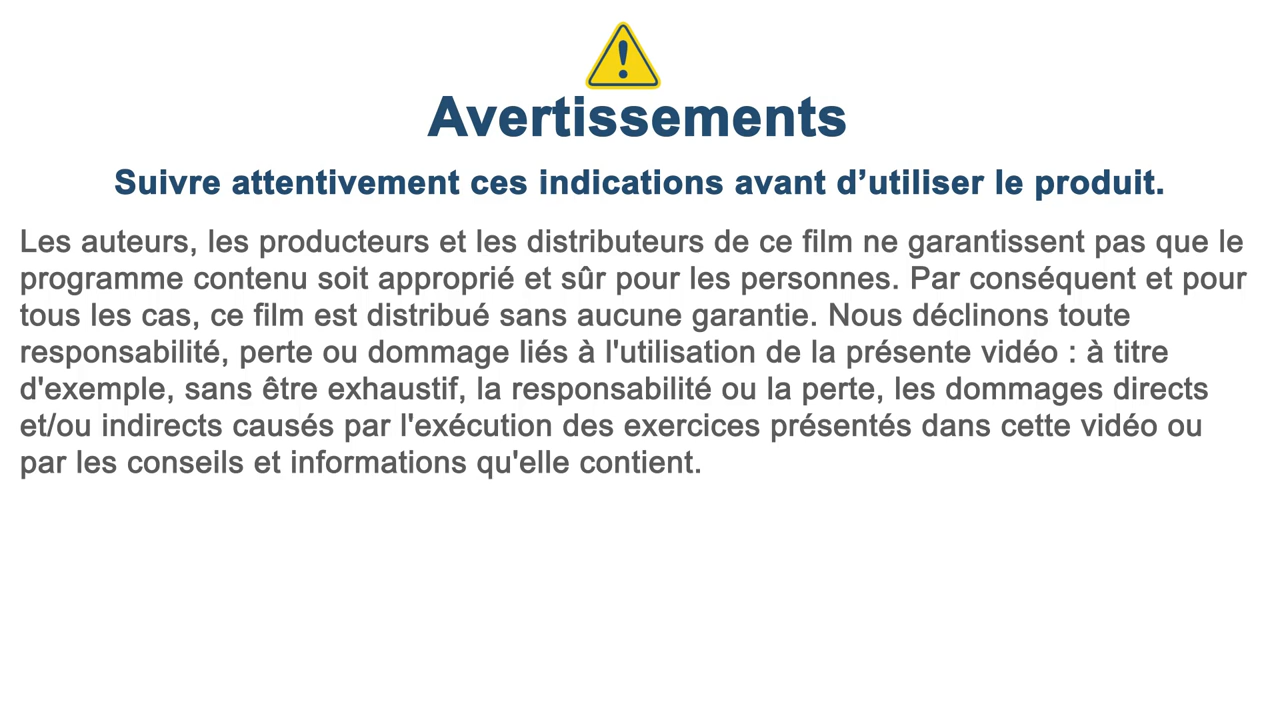 Avertissements
Suivre attentivement ces indications avant d’utiliser le produit.
Les auteurs, les producteurs et les distributeurs de ce film ne garantissent pas que le
programme contenu soit approprié et sûr pour les personnes. Par conséquent et pour
tous les cas, ce film est distribué sans aucune garantie. Nous déclinons toute
responsabilité, perte ou dommage liés à l'utilisation de la présente vidéo : à titre
d'exemple, sans être exhaustif, la responsabilité ou la perte, les dommages directs
et/ou indirects causés par l'exécution des exercices présentés dans cette vidéo ou
par les conseils et informations qu'elle contient.